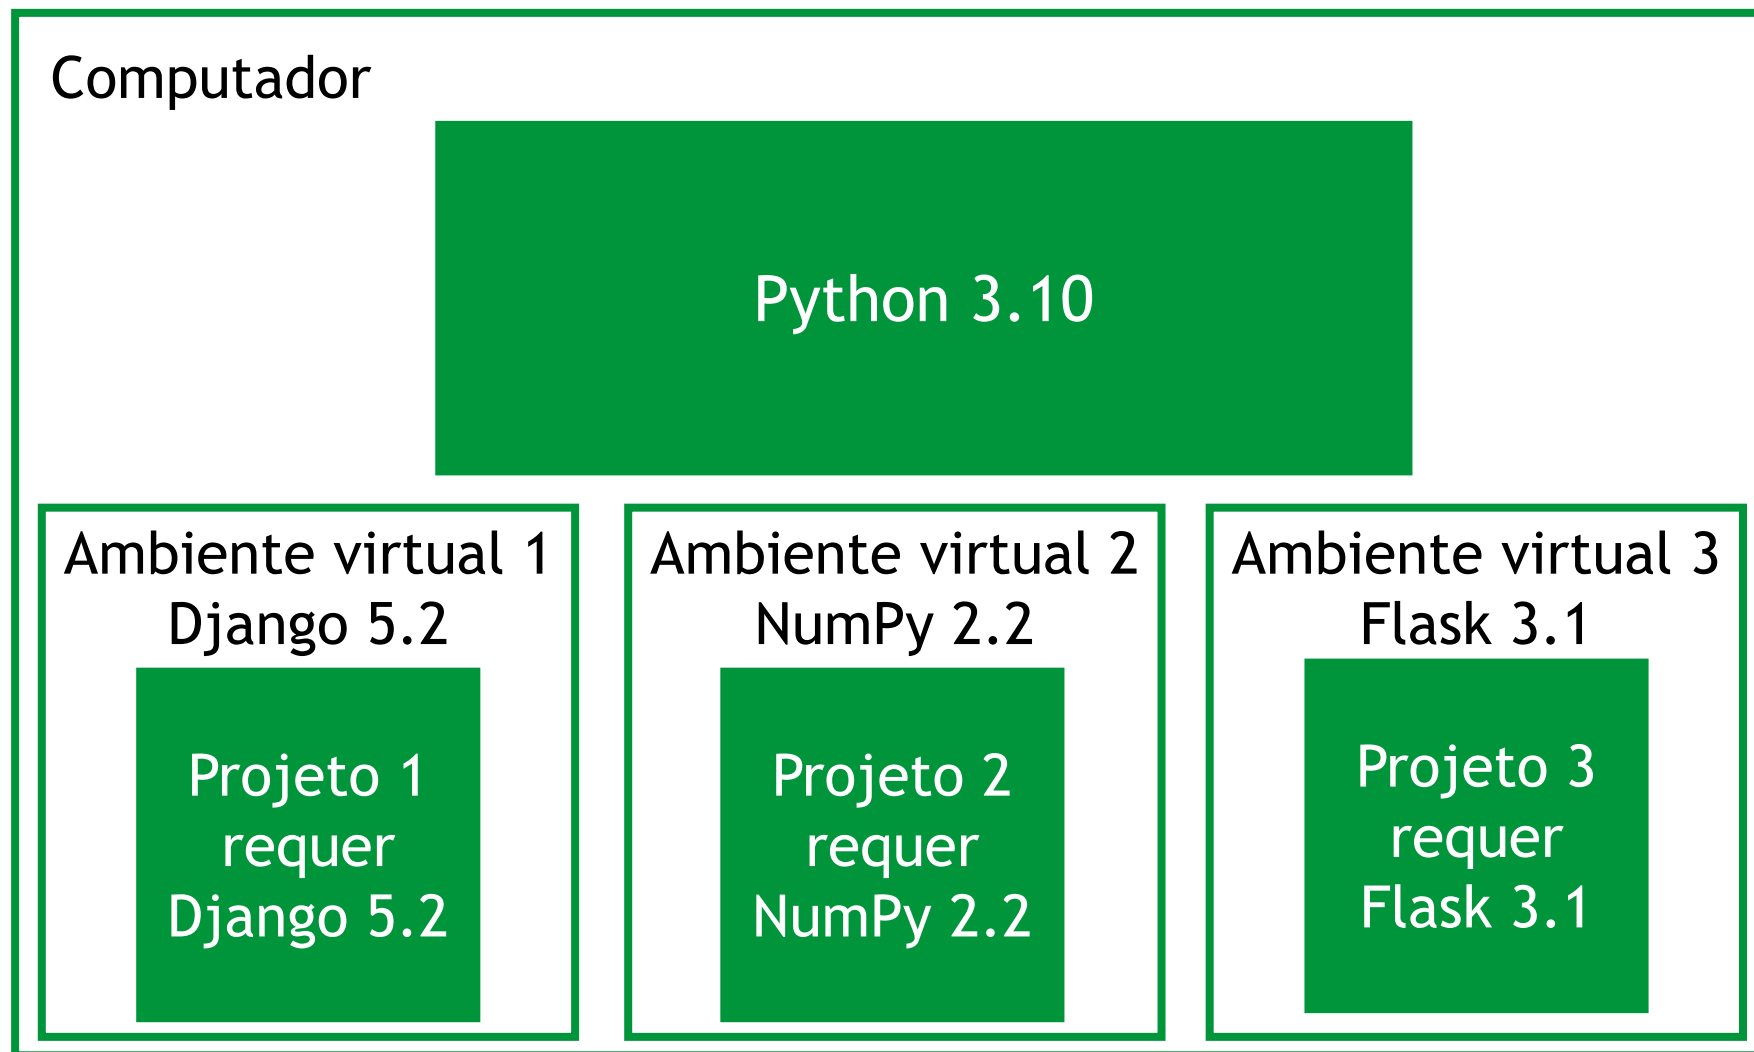 Computador
Python 3.10
Ambiente virtual 1
Django 5.2
Projeto 1
requer
Django 5.2
Ambiente virtual 2
NumPy 2.2
Projeto 2
requer
NumPy 2.2
Ambiente virtual 3
Flask 3.1
Projeto 3
requer
Flask 3.1